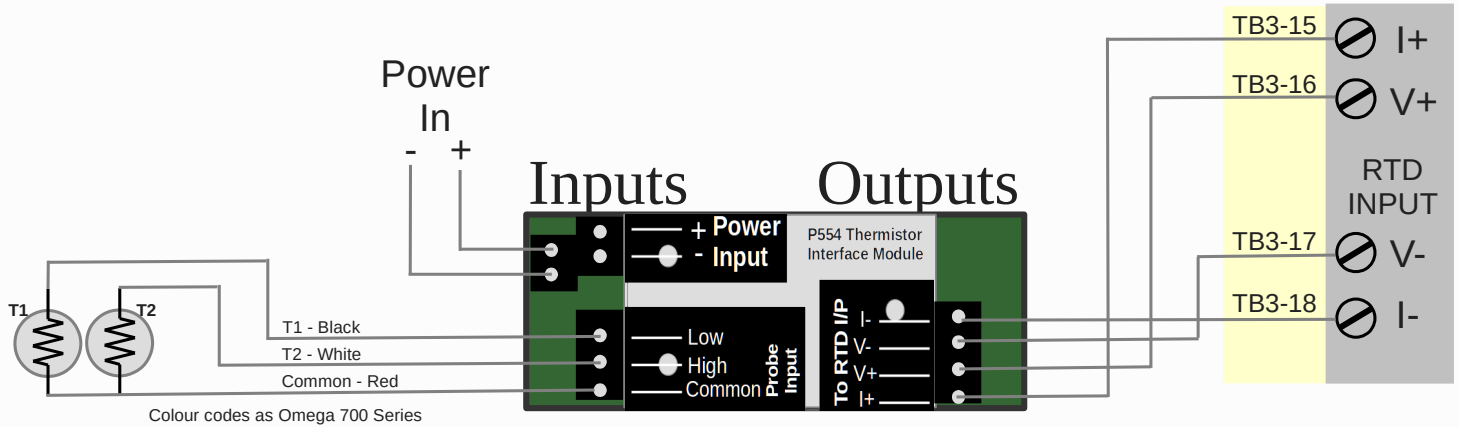 Power
In
- +
Inputs
Outputs
+ Power
- Input
P554 Thermistor
Interface Module
T1
T2
T1 - Black
T2 - White
Common - Red
Colour codes as Omega 700 Series
Low
High
Common
Probe
Input
To RTD I/P
I-
V-
V+
I+
TB3-15
I+
TB3-16
V+
RTD
INPUT
TB3-17
V-
TB3-18
I-